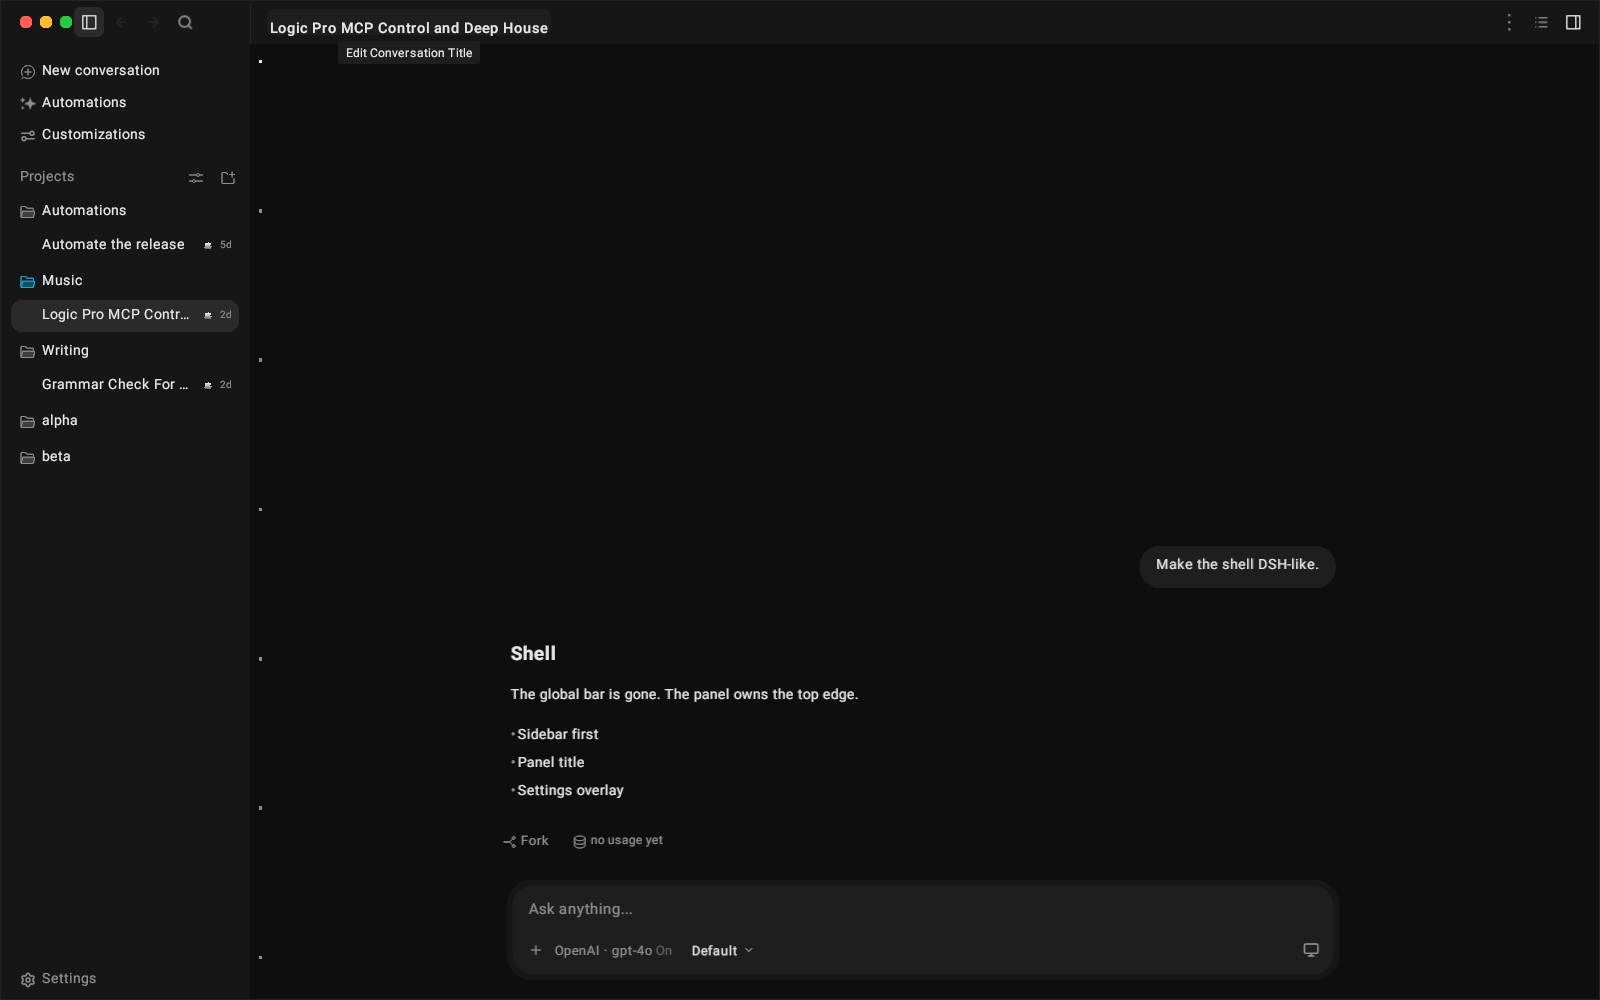 Logic Pro MCP Control and Deep House
Edit Conversation Title
New conversation
Automations
Customizations
Projects
Automations
Automate the release 5d
Music
Logic Pro MCP Contr... 2d
Writing
Grammar Check For ... 2d
alpha
beta
Settings
Make the shell DSH-like.
Shell
The global bar is gone. The panel owns the top edge.
• Sidebar first
• Panel title
• Settings overlay
Fork no usage yet
Ask anything...
OpenAI · gpt-4o On Default